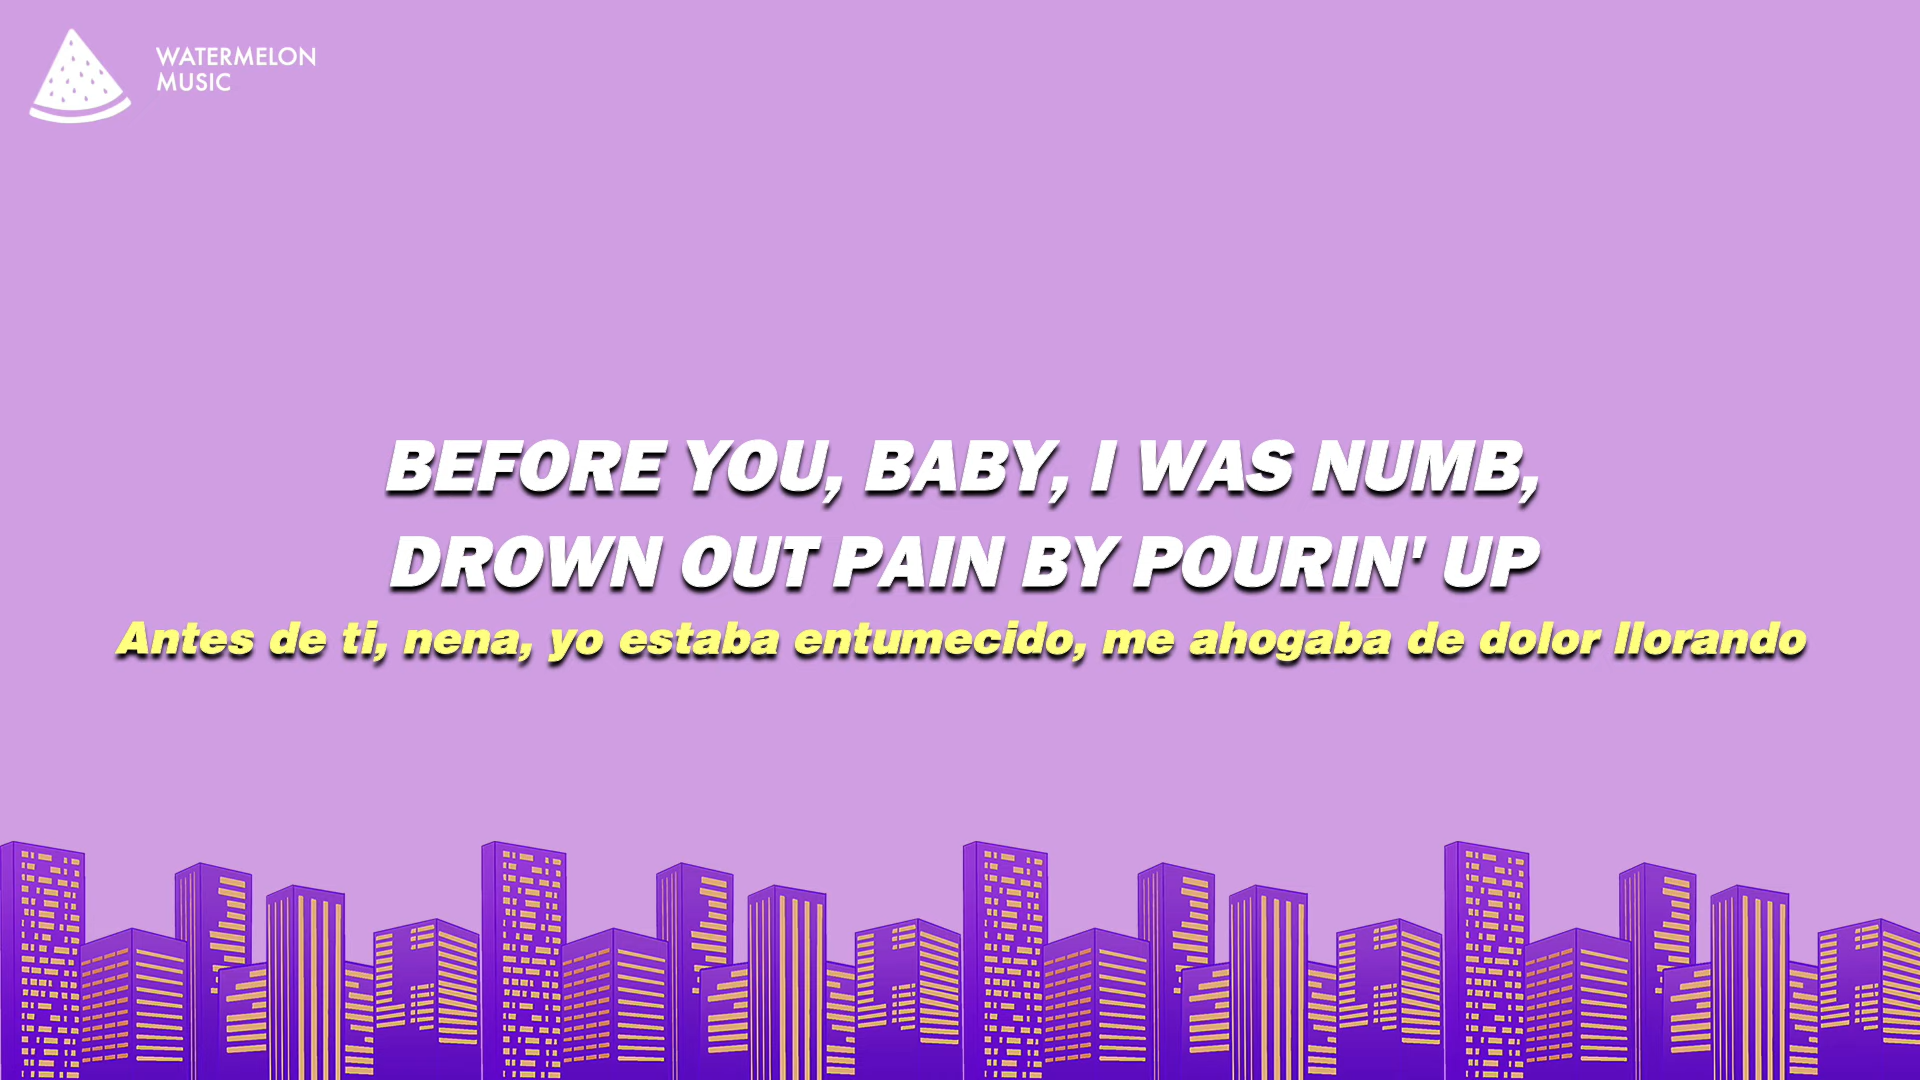 WATERMELON
MUSIC
BEFORE YOU, BABY, I WAS NUMB,
DROWN OUT PAIN BY POURIN' UP
Antes de ti, nena, yo estaba entumecido, me ahogaba de dolor llorando